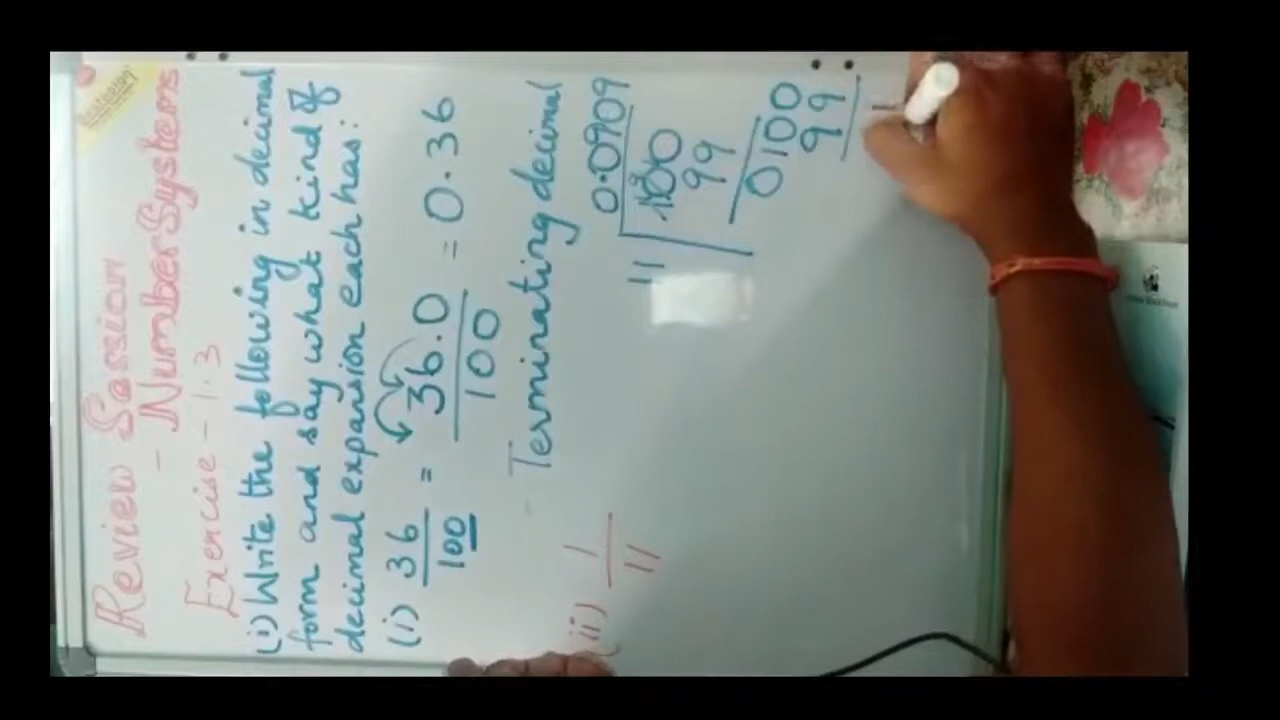 Review Session
- Number Systems
Exercise - 1.3
(i) Write the following in decimal
form and say what kind of
decimal expansion each has:
(i) 36/100 = 36.0/100 = 0.36
Terminating decimal
(ii) 1/11
0.0909
11 100
99
0100
99
1